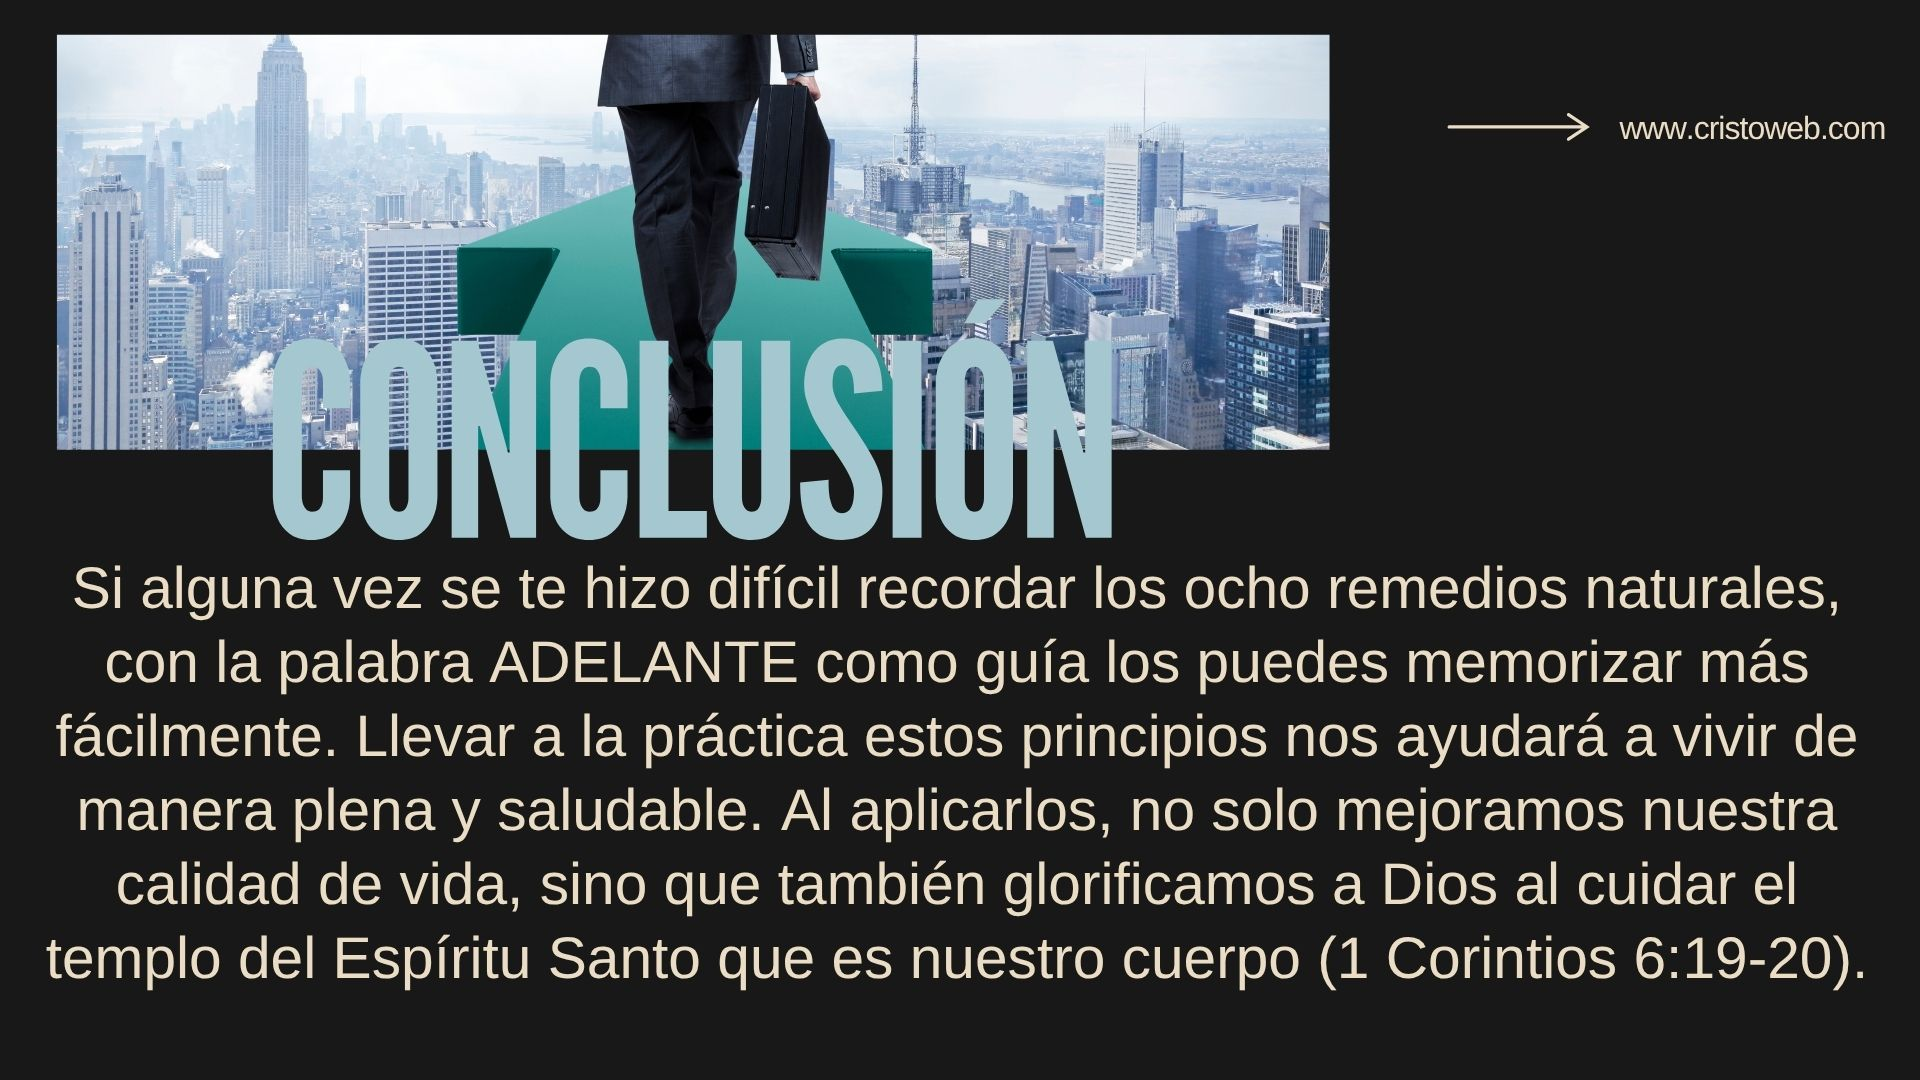 www.cristoweb.com
CONCLUSIÓN
Si alguna vez se te hizo difícil recordar los ocho remedios naturales,
con la palabra ADELANTE como guía los puedes memorizar más
fácilmente. Llevar a la práctica estos principios nos ayudará a vivir de
manera plena y saludable. Al aplicarlos, no solo mejoramos nuestra
calidad de vida, sino que también glorificamos a Dios al cuidar el
templo del Espíritu Santo que es nuestro cuerpo (1 Corintios 6:19-20).